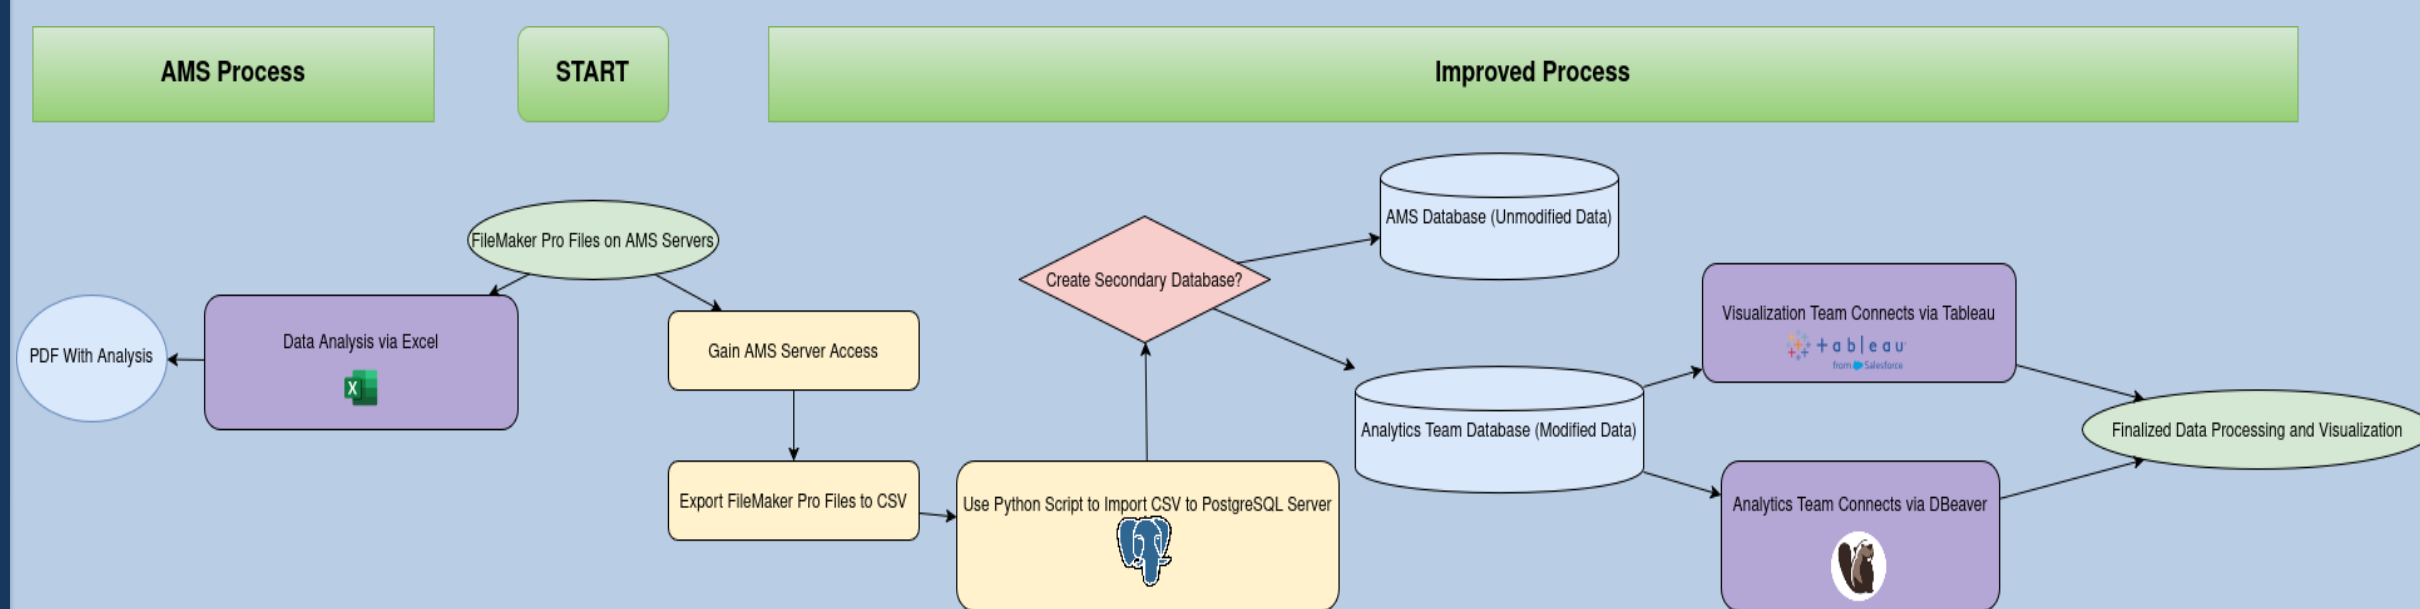 AMS Process
START
Improved Process
FileMaker Pro Files on AMS Servers
PDF With Analysis
Data Analysis via Excel
X
Gain AMS Server Access
Export FileMaker Pro Files to CSV
Use Python Script to Import CSV to PostgreSQL Server
Create Secondary Database?
AMS Database (Unmodified Data)
Analytics Team Database (Modified Data)
Visualization Team Connects via Tableau
tableau
from Salesforce
Analytics Team Connects via DBeaver
Finalized Data Processing and Visualization